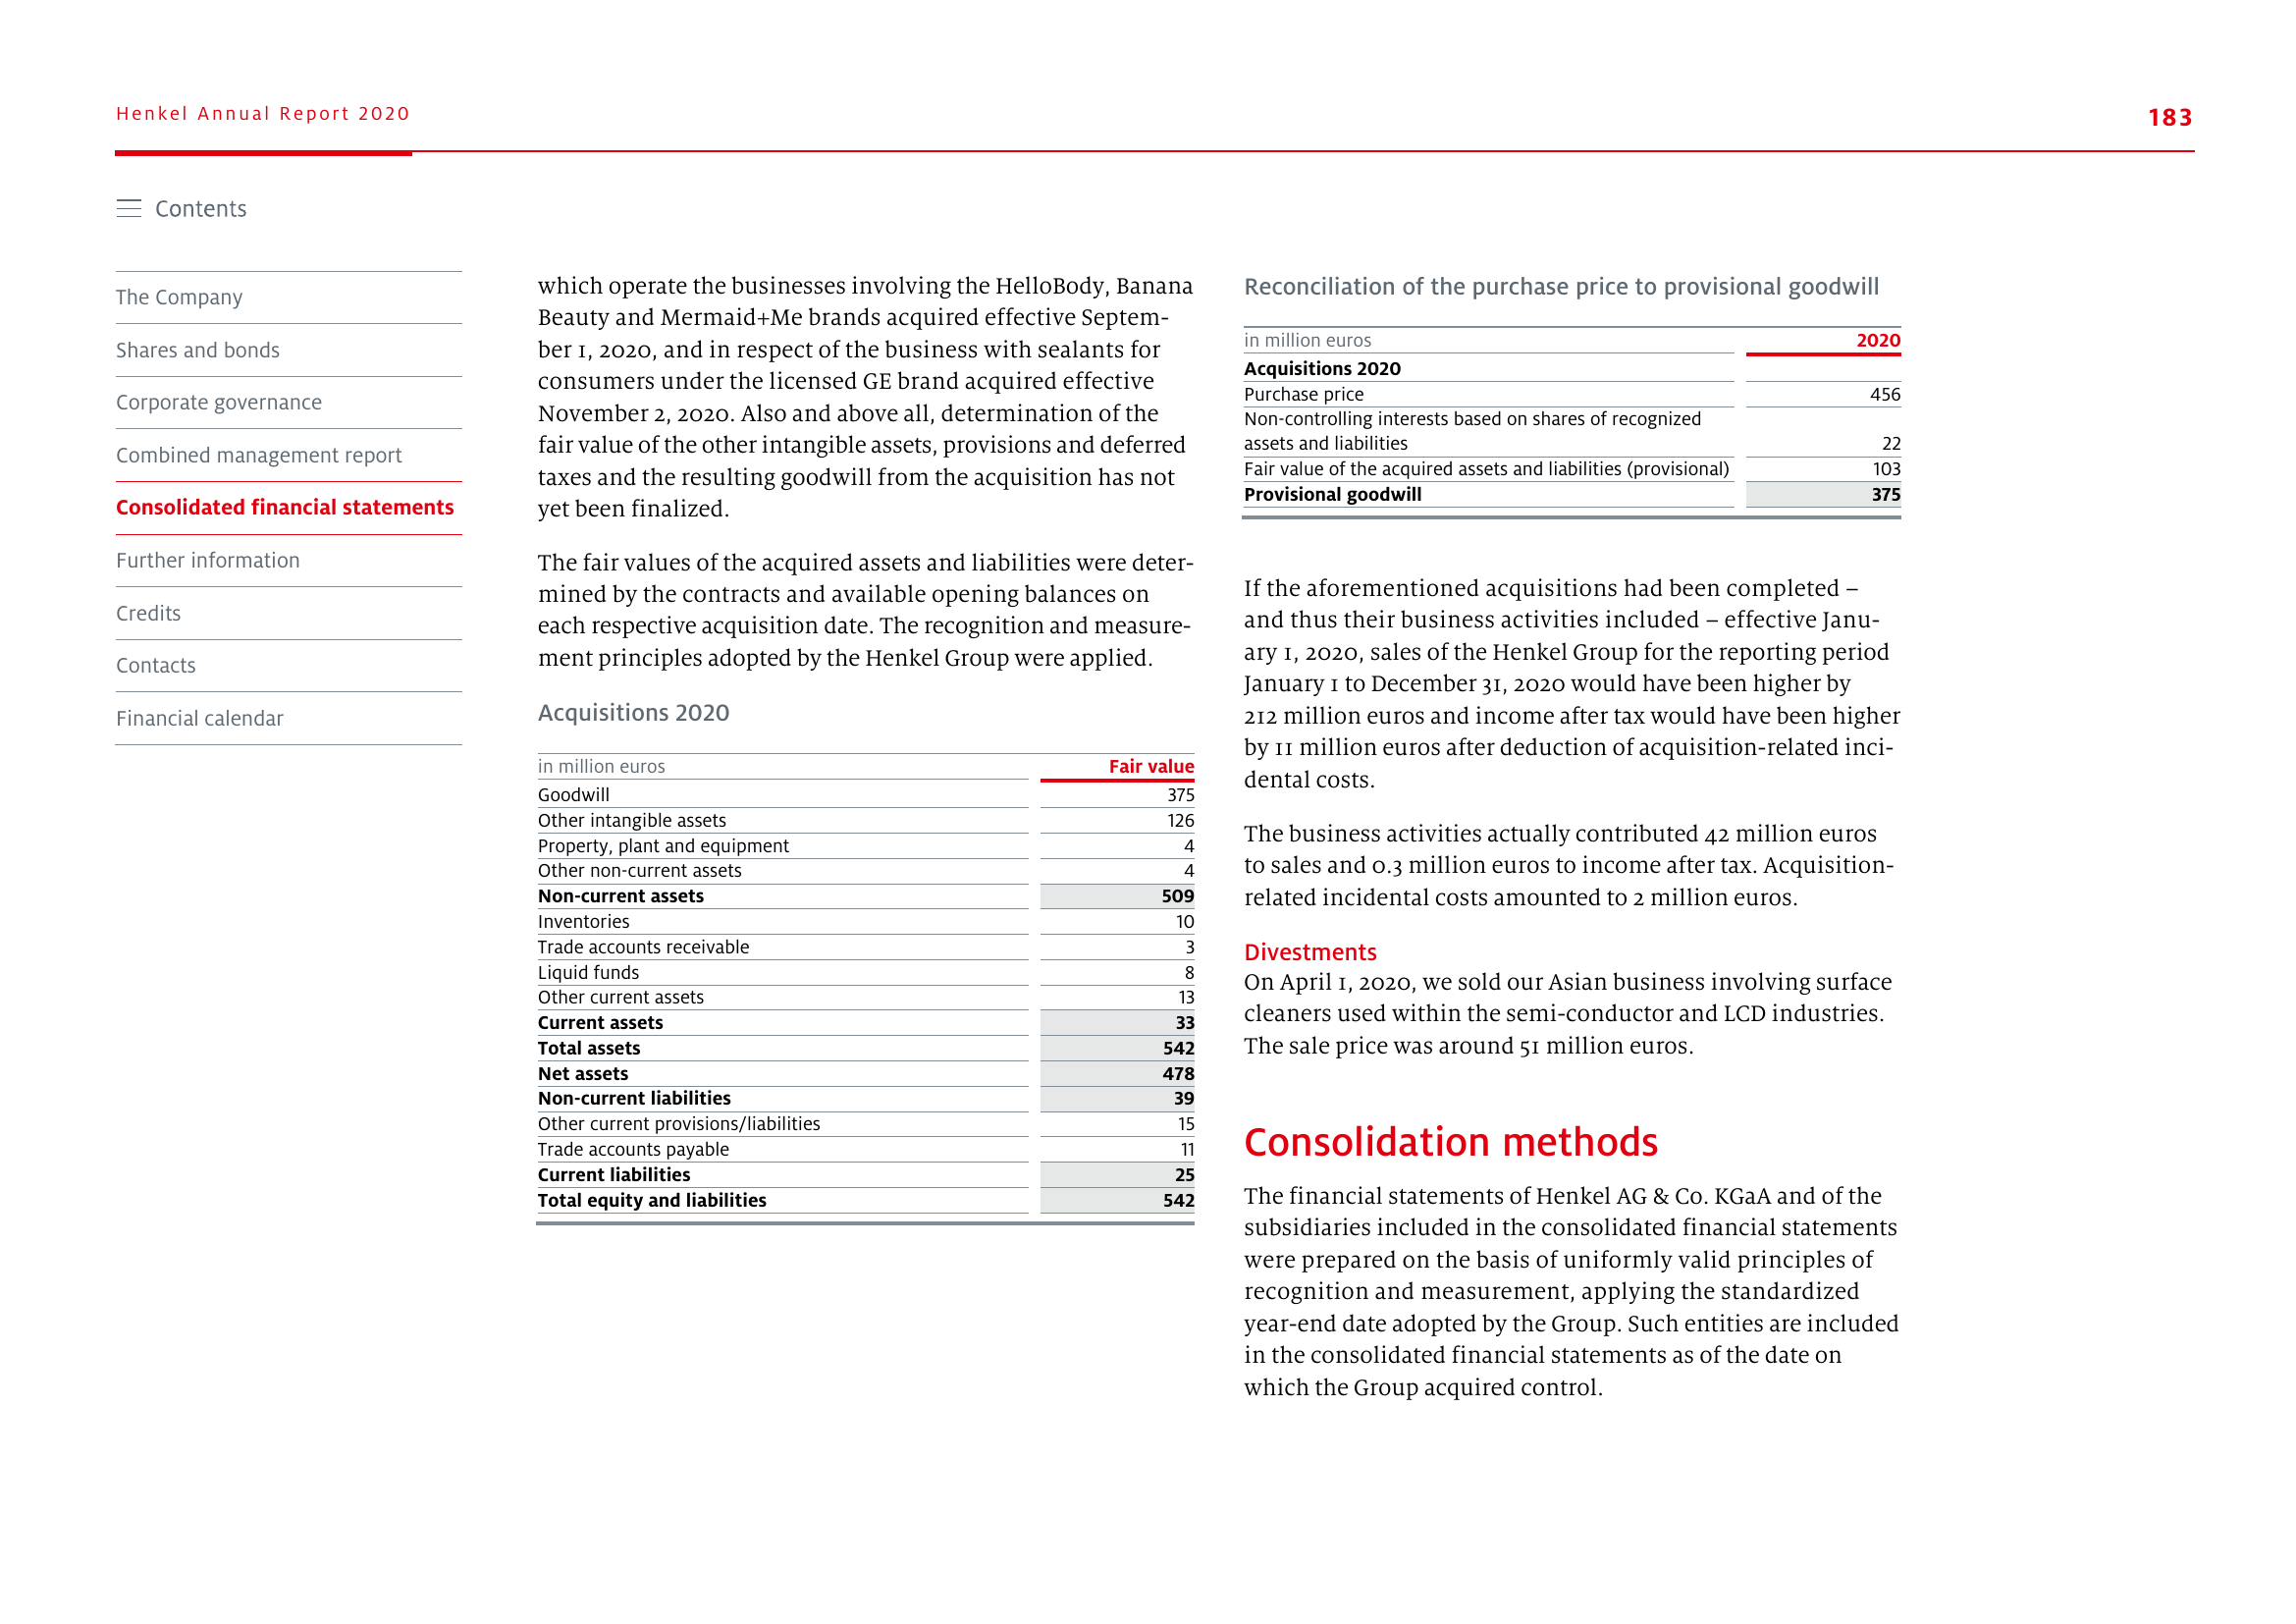 Henkel Annual Report 2020
183
Contents
The Company
Shares and bonds
Corporate governance
Combined management report
Consolidated financial statements
Further information
Credits
Contacts
Financial calendar
which operate the businesses involving the HelloBody, Banana
Beauty and Mermaid+Me brands acquired effective Septem-
ber 1, 2020, and in respect of the business with sealants for
consumers under the licensed GE brand acquired effective
November 2, 2020. Also and above all, determination of the
fair value of the other intangible assets, provisions and deferred
taxes and the resulting goodwill from the acquisition has not
yet been finalized.
The fair values of the acquired assets and liabilities were deter-
mined by the contracts and available opening balances on
each respective acquisition date. The recognition and measure-
ment principles adopted by the Henkel Group were applied.
Acquisitions 2020
in million euros Fair value
Goodwill 375
Other intangible assets 126
Property, plant and equipment 4
Other non-current assets 4
Non-current assets 509
Inventories 10
Trade accounts receivable 3
Liquid funds 8
Other current assets 13
Current assets 33
Total assets 542
Net assets 478
Non-current liabilities 39
Other current provisions/liabilities 15
Trade accounts payable 11
Current liabilities 25
Total equity and liabilities 542
Reconciliation of the purchase price to provisional goodwill
in million euros 2020
Acquisitions 2020
Purchase price 456
Non-controlling interests based on shares of recognized
assets and liabilities 22
Fair value of the acquired assets and liabilities (provisional) 103
Provisional goodwill 375
If the aforementioned acquisitions had been completed –
and thus their business activities included – effective Janu-
ary 1, 2020, sales of the Henkel Group for the reporting period
January 1 to December 31, 2020 would have been higher by
212 million euros and income after tax would have been higher
by 11 million euros after deduction of acquisition-related inci-
dental costs.
The business activities actually contributed 42 million euros
to sales and 0.3 million euros to income after tax. Acquisition-
related incidental costs amounted to 2 million euros.
Divestments
On April 1, 2020, we sold our Asian business involving surface
cleaners used within the semi-conductor and LCD industries.
The sale price was around 51 million euros.
Consolidation methods
The financial statements of Henkel AG & Co. KGaA and of the
subsidiaries included in the consolidated financial statements
were prepared on the basis of uniformly valid principles of
recognition and measurement, applying the standardized
year-end date adopted by the Group. Such entities are included
in the consolidated financial statements as of the date on
which the Group acquired control.